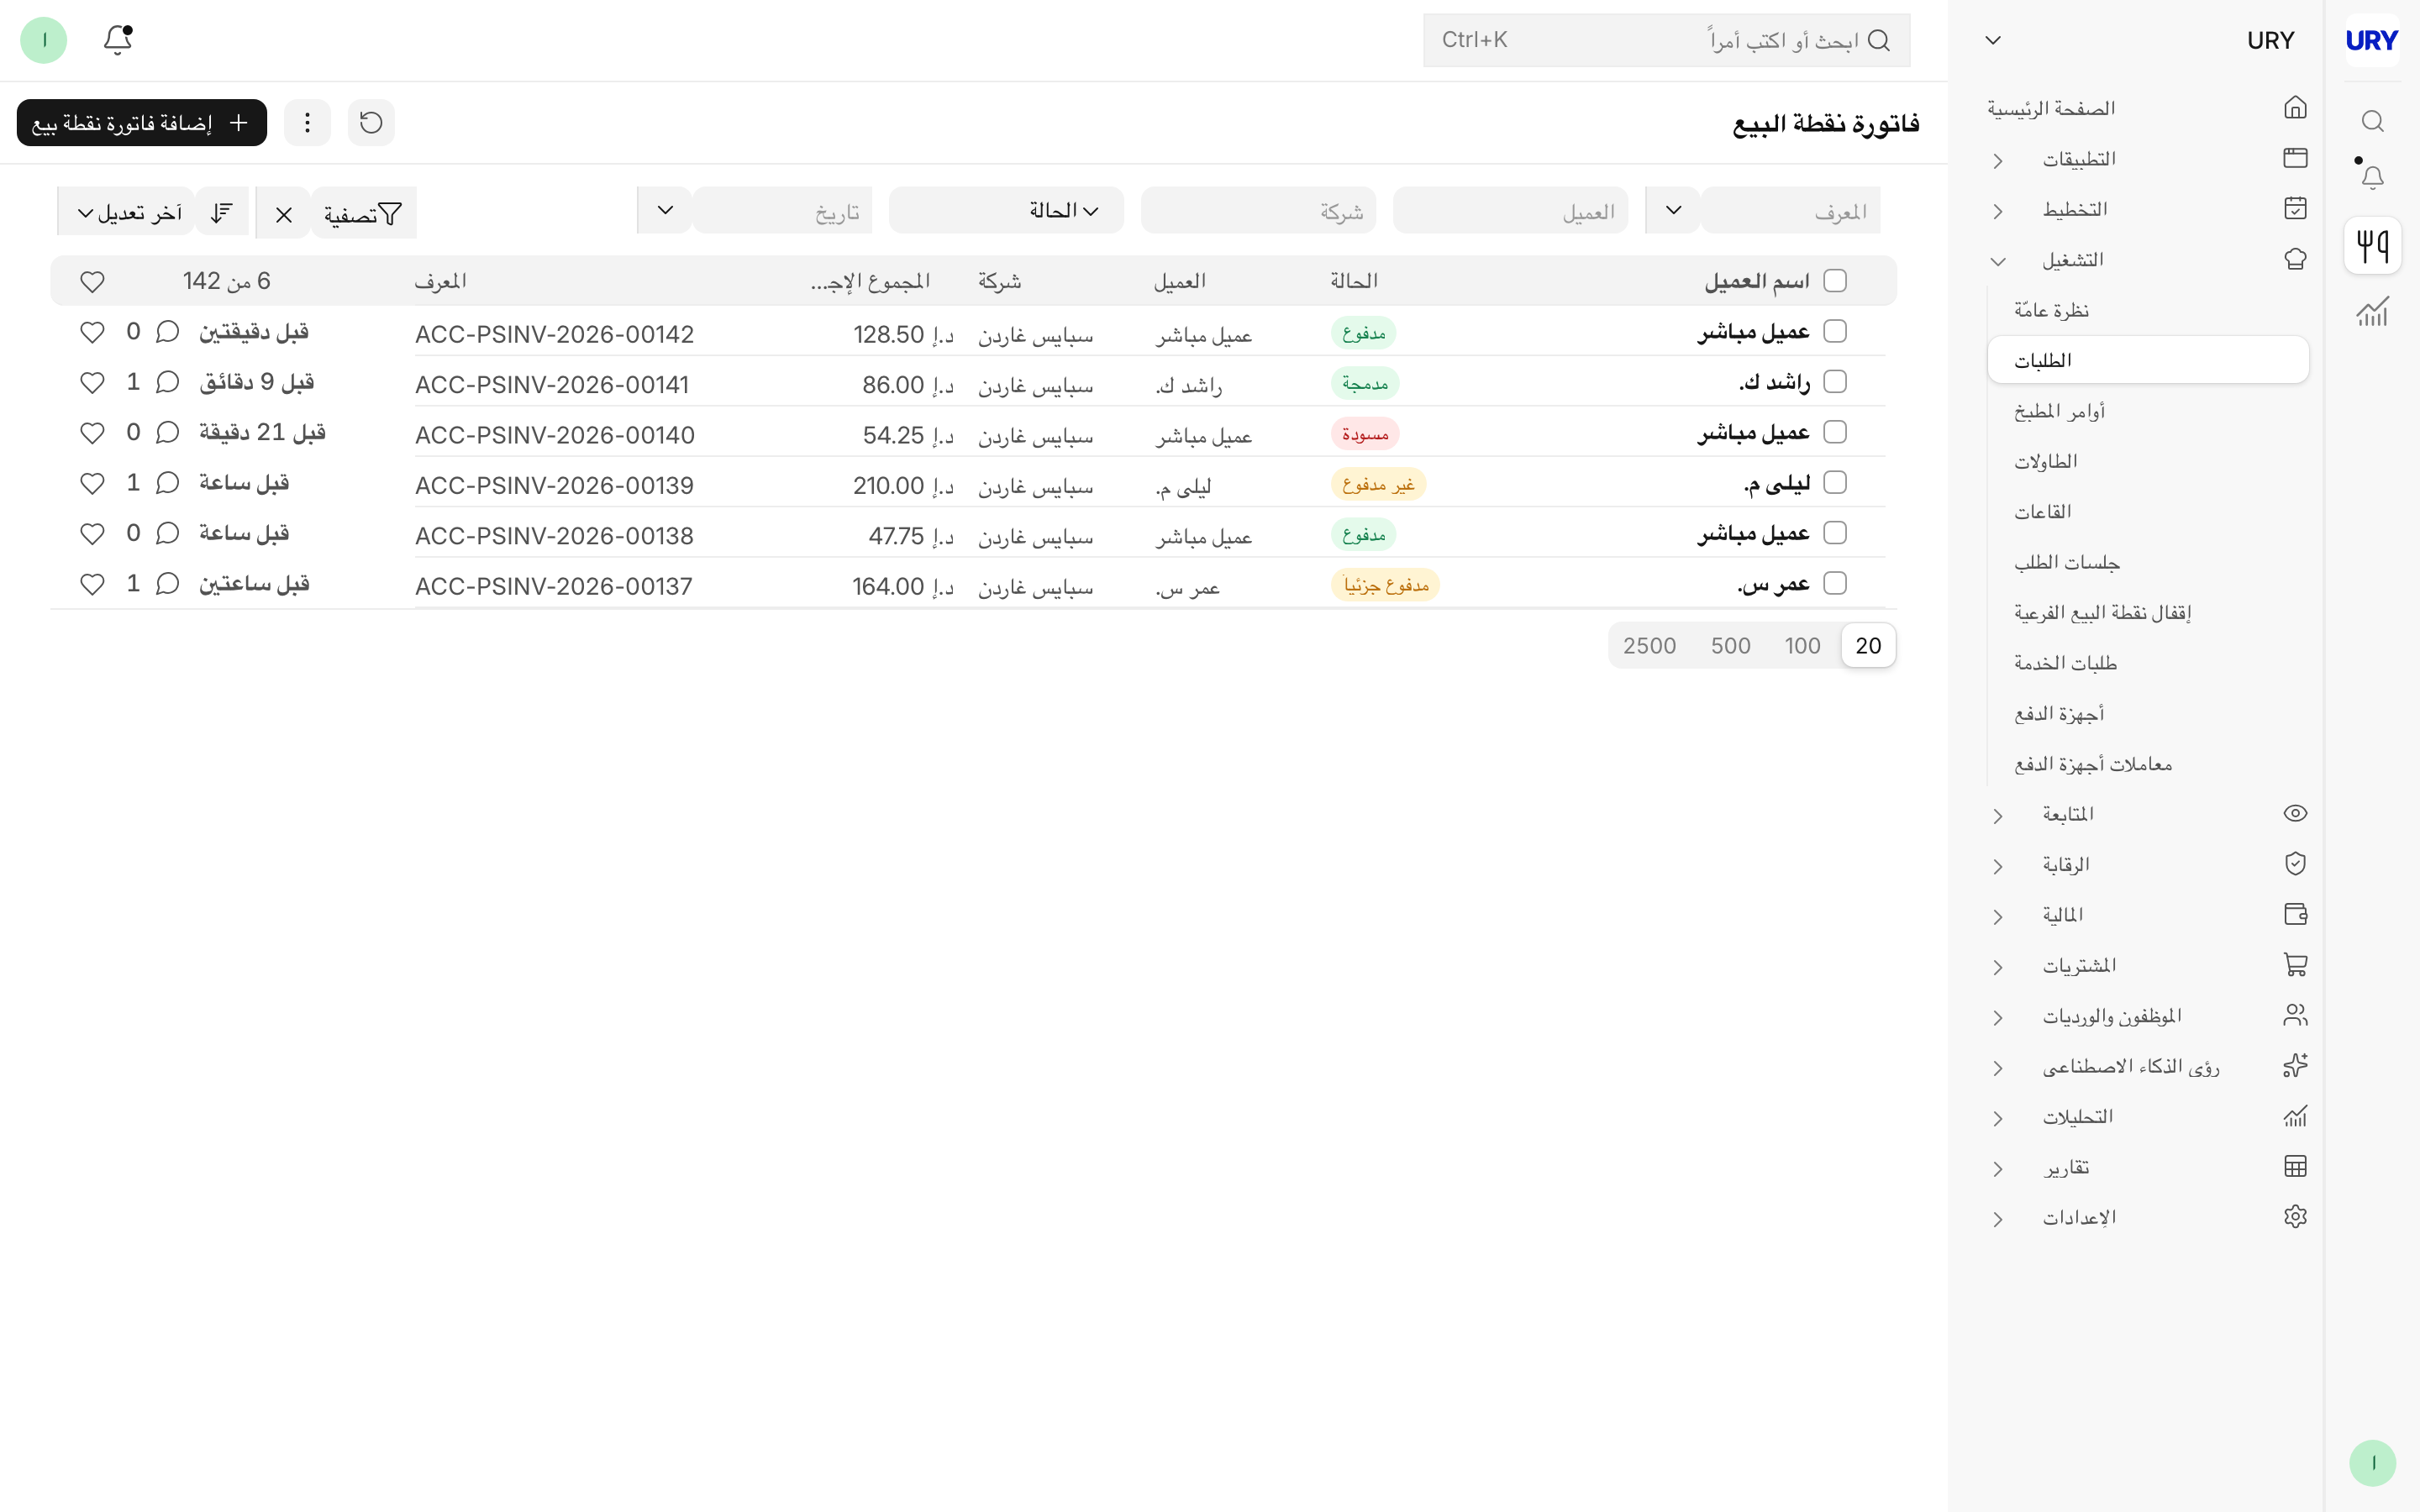 URY
URY
ابحث أو اكتب أمراً
Ctrl+K
ا
فاتورة نقطة البيع
إضافة فاتورة نقطة بيع
الصفحة الرئيسية
التطبيقات
التخطيط
التشغيل
نظرة عامّة
الطلبات
أوامر المطبخ
الطاولات
القاعات
جلسات الطلب
إقفال نقطة البيع الفرعية
طلبات الخدمة
أجهزة الدفع
معاملات أجهزة الدفع
المتابعة
الرقابة
المالية
المشتريات
الموظفون والورديات
رؤى الذكاء الاصطناعي
التحليلات
تقارير
الإعدادات
ا
المعرف العميل شركة الحالة تاريخ تصفية آخر تعديل
اسم العميل الحالة العميل شركة المجموع الإجـ... المعرف 6 من 142
عميل مباشر مدفوع عميل مباشر سبايس غاردن د.إ 128.50 ACC-PSINV-2026-00142 قبل دقيقتين 0
راشد ك. مدمجة راشد ك. سبايس غاردن د.إ 86.00 ACC-PSINV-2026-00141 قبل 9 دقائق 1
عميل مباشر مسودة عميل مباشر سبايس غاردن د.إ 54.25 ACC-PSINV-2026-00140 قبل 21 دقيقة 0
ليلى م. غير مدفوع ليلى م. سبايس غاردن د.إ 210.00 ACC-PSINV-2026-00139 قبل ساعة 1
عميل مباشر مدفوع عميل مباشر سبايس غاردن د.إ 47.75 ACC-PSINV-2026-00138 قبل ساعة 0
عمر س. مدفوع جزئياً عمر س. سبايس غاردن د.إ 164.00 ACC-PSINV-2026-00137 قبل ساعتين 1
20 100 500 2500